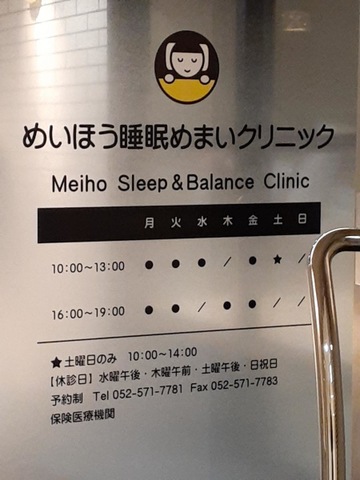 めいほう睡眠めまいクリニック
Meiho Sleep & Balance Clinic
月 火 水 木 金 土 日
10:00~13:00 ● ● ● / ● ★ /
16:00~19:00 ● ● / ● ● / /
★土曜日のみ 10:00~14:00
【休診日】水曜午後・木曜午前・土曜午後・日祝日
予約制 Tel 052-571-7781 Fax 052-571-7783
保険医療機関